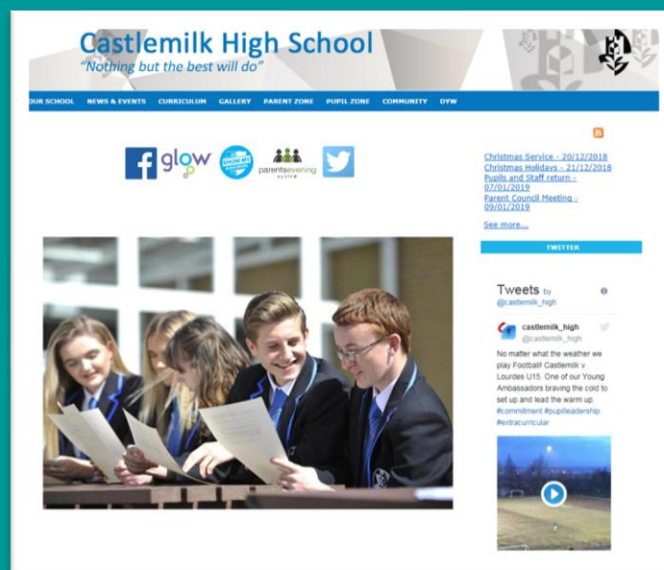 Castlemilk High School
“Nothing but the best will do”
OUR SCHOOL NEWS & EVENTS CURRICULUM GALLERY PARENT ZONE PUPIL ZONE COMMUNITY DYW
f glow SHOW MY parentsevening
system
Christmas Service - 20/12/2018
Christmas Holidays - 21/12/2018
Pupils and Staff return -
07/01/2019
Parent Council Meeting -
09/01/2019
See more...
TWITTER
Tweets by
@castlemilk_high
castlemilk_high
@castlemilk_high
No matter what the weather we
play Football! Castlemilk v
Lourdes U15. One of our Young
Ambassadors braving the cold to
set up and lead the warm up.
#commitment #pupilleadership
#extracurricular